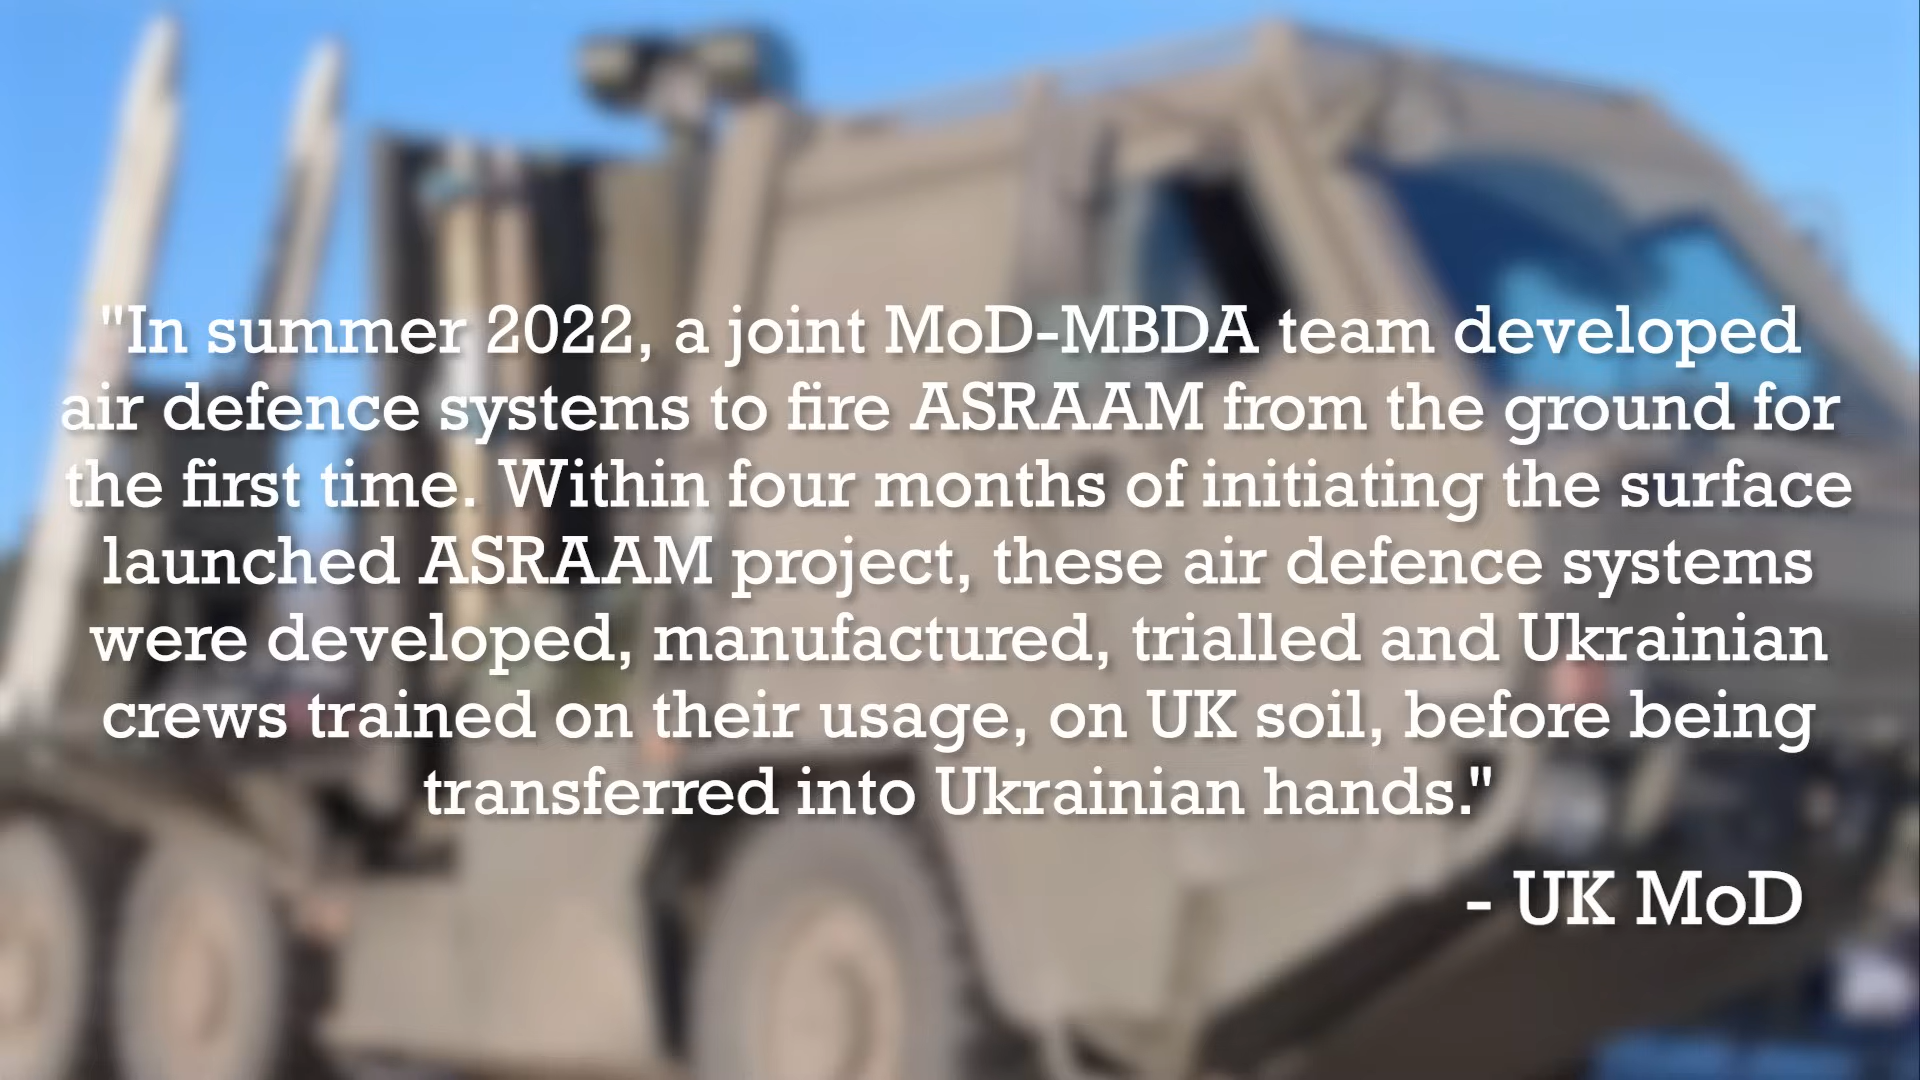 "In summer 2022, a joint MoD-MBDA team developed
air defence systems to fire ASRAAM from the ground for
the first time. Within four months of initiating the surface
launched ASRAAM project, these air defence systems
were developed, manufactured, trialled and Ukrainian
crews trained on their usage, on UK soil, before being
transferred into Ukrainian hands."
- UK MoD